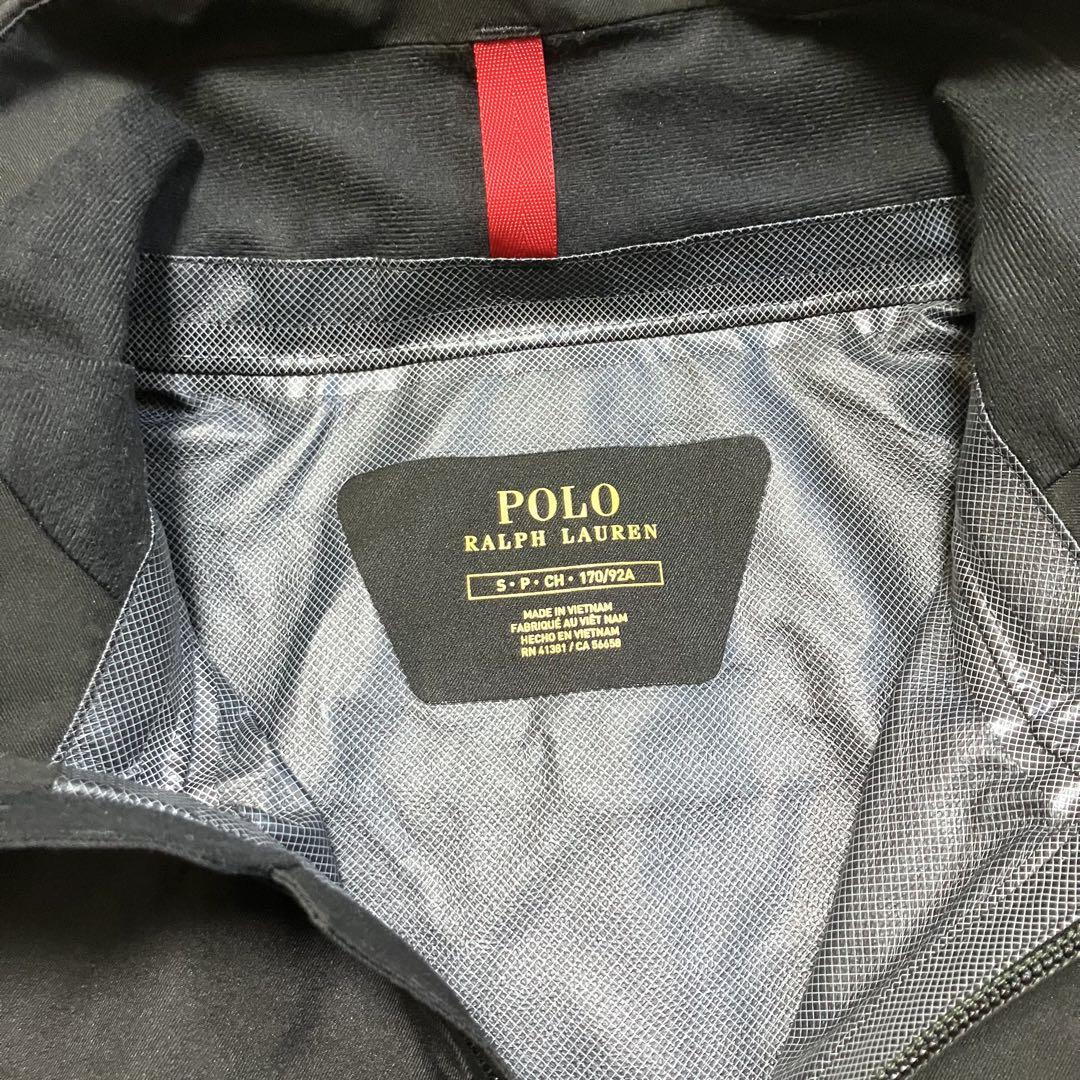 POLO
RALPH LAUREN
S • P • CH • 170/92A
MADE IN VIETNAM
FABRIQUÉ AU VIÊT NAM
HECHO EN VIETNAM
RN 41381 / CA 56658